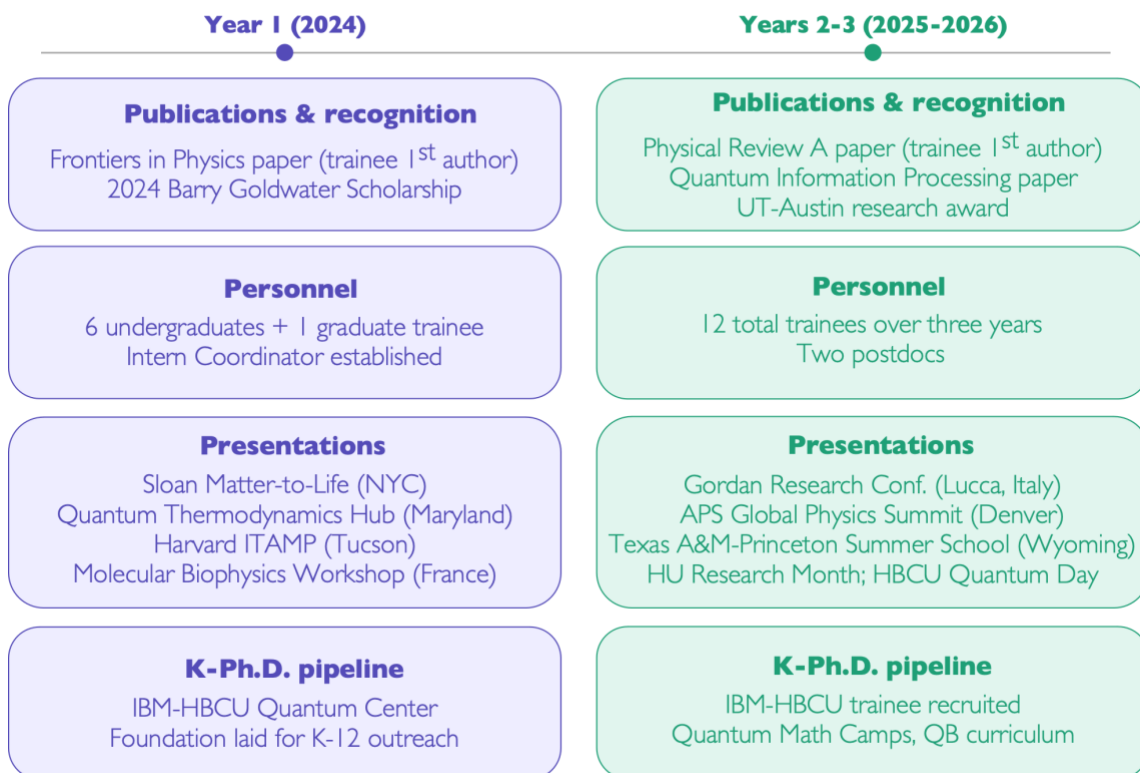 Year 1 (2024)
Years 2-3 (2025-2026)
Publications & recognition
Frontiers in Physics paper (trainee 1st author)
2024 Barry Goldwater Scholarship
Publications & recognition
Physical Review A paper (trainee 1st author)
Quantum Information Processing paper
UT-Austin research award
Personnel
6 undergraduates + 1 graduate trainee
Intern Coordinator established
Personnel
12 total trainees over three years
Two postdocs
Presentations
Sloan Matter-to-Life (NYC)
Quantum Thermodynamics Hub (Maryland)
Harvard ITAMP (Tucson)
Molecular Biophysics Workshop (France)
Presentations
Gordan Research Conf. (Lucca, Italy)
APS Global Physics Summit (Denver)
Texas A&M-Princeton Summer School (Wyoming)
HU Research Month; HBCU Quantum Day
K-Ph.D. pipeline
IBM-HBCU Quantum Center
Foundation laid for K-12 outreach
K-Ph.D. pipeline
IBM-HBCU trainee recruited
Quantum Math Camps, QB curriculum